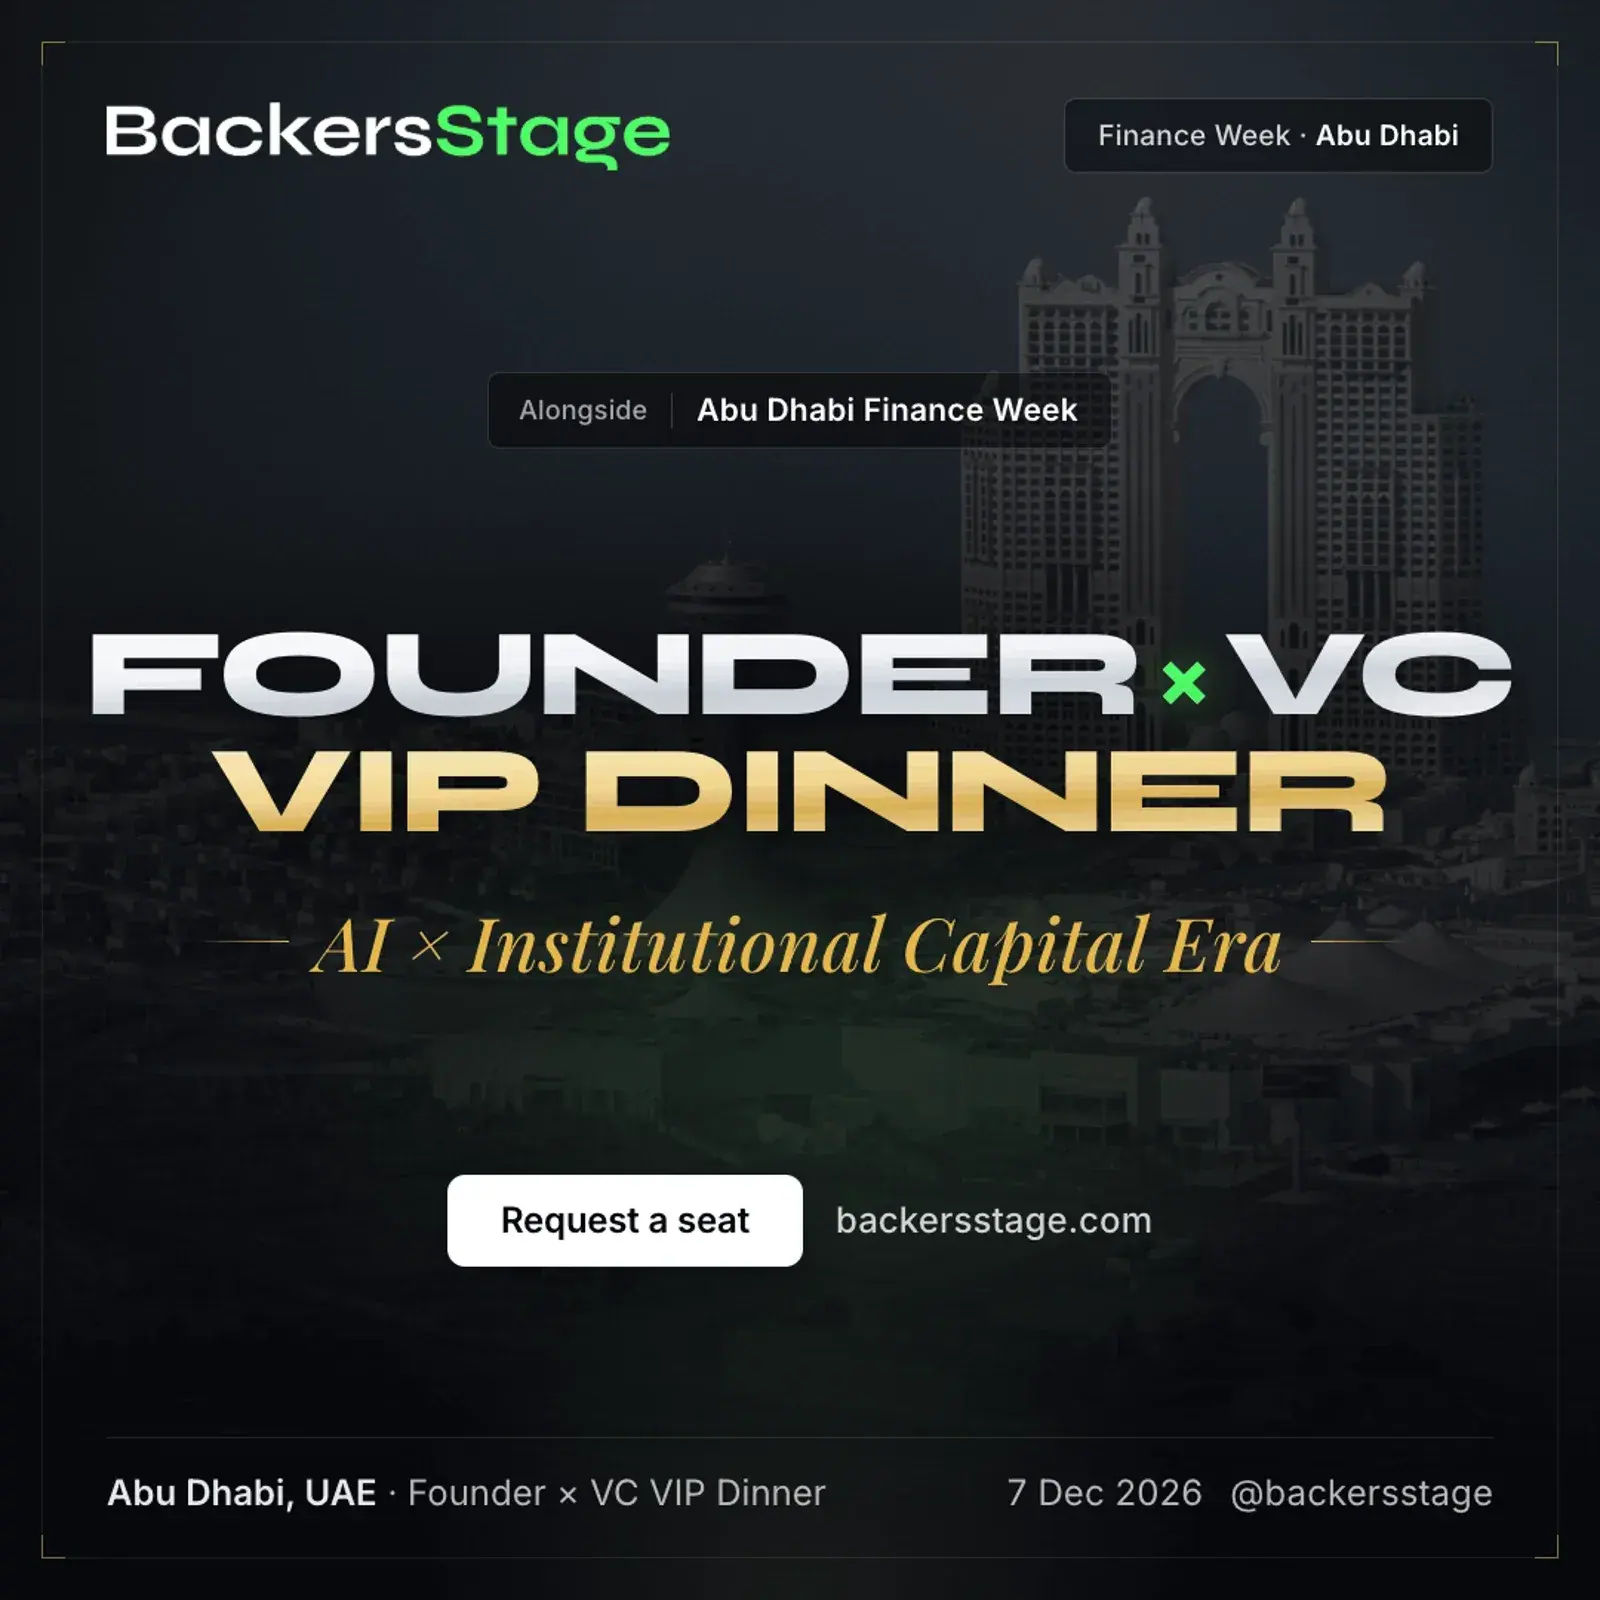 BackersStage
Finance Week · Abu Dhabi
Alongside | Abu Dhabi Finance Week
FOUNDER × VC
VIP DINNER
AI × Institutional Capital Era
Request a seat
backersstage.com
Abu Dhabi, UAE · Founder × VC VIP Dinner
7 Dec 2026 @backersstage